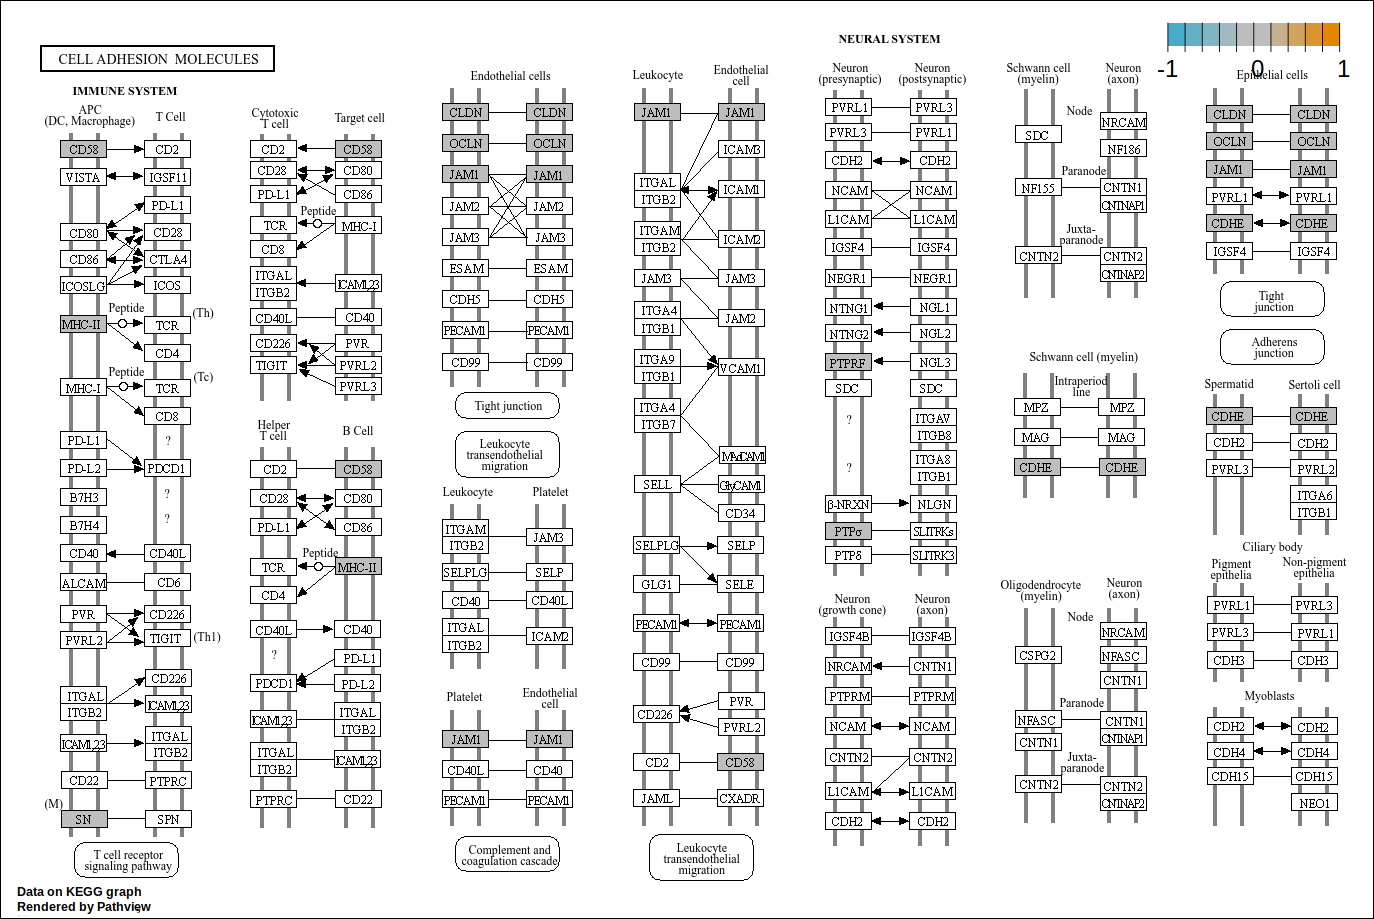 CELL ADHESION MOLECULES
-1
0
1
IMMUNE SYSTEM
APC
(DC, Macrophage)
T Cell
CD58
CD2
VISTA
IGSF11
PD-L1
CD80
CD28
CD86
CTLA4
ICOSLG
ICOS
Peptide
(Th)
MHC-II
TCR
CD4
Peptide
(Tc)
MHC-I
TCR
CD8
PD-L1
?
PD-L2
PDCD1
B7H3
?
B7H4
?
CD40
CD40L
ALCAM
CD6
PVR
CD226
PVRL2
TIGIT
(Th1)
CD226
ITGAL
ITGB2
ICAM1,2,3
ICAM1,2,3
ITGAL
ITGB2
CD22
PTPRC
(M)
SN
SPN
T cell receptor
signaling pathway
Cytotoxic
T cell
Target cell
CD2
CD58
CD28
CD80
PD-L1
CD86
Peptide
TCR
MHC-I
CD8
ITGAL
ITGB2
ICAM1,2,3
CD40L
CD40
CD226
PVR
TIGIT
PVRL2
PVRL3
Helper
T cell
B Cell
CD2
CD58
CD28
CD80
PD-L1
CD86
Peptide
TCR
MHC-II
CD4
CD40L
CD40
?
PD-L1
PDCD1
PD-L2
ICAM1,2,3
ITGAL
ITGB2
ITGAL
ITGB2
ICAM1,2,3
PTPRC
CD22
Endothelial cells
CLDN
CLDN
OCLN
OCLN
JAM1
JAM1
JAM2
JAM2
JAM3
JAM3
ESAM
ESAM
CDH5
CDH5
PECAM1
PECAM1
CD99
CD99
Tight junction
Leukocyte
transendothelial
migration
Leukocyte
Platelet
ITGAM
ITGB2
JAM3
SELPLG
SELP
CD40
CD40L
ITGAL
ITGB2
ICAM2
Platelet
Endothelial
cell
JAM1
JAM1
CD40L
CD40
PECAM1
PECAM1
Complement and
coagulation cascade
Leukocyte
Endothelial
cell
JAM1
JAM1
ICAM3
ITGAL
ITGB2
ICAM1
ITGAM
ITGB2
ICAM2
JAM3
JAM3
ITGA4
ITGB1
JAM2
ITGA9
ITGB1
VCAM1
ITGA4
ITGB7
MAdCAM1
SELL
GlyCAM1
CD34
SELPLG
SELP
GLG1
SELE
PECAM1
PECAM1
CD99
CD99
PVR
CD226
PVRL2
CD2
CD58
JAML
CXADR
Leukocyte
transendothelial
migration
NEURAL SYSTEM
Neuron
(presynaptic)
Neuron
(postsynaptic)
PVRL1
PVRL3
PVRL3
PVRL1
CDH2
CDH2
NCAM
NCAM
L1CAM
L1CAM
IGSF4
IGSF4
NEGR1
NEGR1
NTNG1
NGL1
NTNG2
NGL2
PTPRF
NGL3
SDC
SDC
?
ITGAV
ITGB8
?
ITGA8
ITGB1
β-NRXN
NLGN
PTPσ
SLITRKs
PTPδ
SLITRK3
Neuron
(growth cone)
Neuron
(axon)
IGSF4B
IGSF4B
NRCAM
CNTN1
PTPRM
PTPRM
NCAM
NCAM
CNTN2
CNTN2
L1CAM
L1CAM
CDH2
CDH2
Schwann cell
(myelin)
Neuron
(axon)
Node
NRCAM
SDC
NF186
Paranode
NF155
CNTN1
CNTNAP1
Juxta-
paranode
CNTN2
CNTN2
CNTNAP2
Schwann cell (myelin)
Intraperiod
line
MPZ
MPZ
MAG
MAG
CDHE
CDHE
Oligodendrocyte
(myelin)
Neuron
(axon)
Node
NRCAM
CSPG2
NFASC
CNTN1
Paranode
NFASC
CNTN1
CNTN1
CNTNAP1
Juxta-
paranode
CNTN2
CNTN2
CNTNAP2
Epithelial cells
CLDN
CLDN
OCLN
OCLN
JAM1
JAM1
PVRL1
PVRL1
CDHE
CDHE
IGSF4
IGSF4
Tight
junction
Adherens
junction
Spermatid
Sertoli cell
CDHE
CDHE
CDH2
CDH2
PVRL3
PVRL2
ITGA6
ITGB1
Ciliary body
Pigment
epithelia
Non-pigment
epithelia
PVRL1
PVRL3
PVRL3
PVRL1
CDH3
CDH3
Myoblasts
CDH2
CDH2
CDH4
CDH4
CDH15
CDH15
NEO1
Data on KEGG graph
Rendered by Pathview